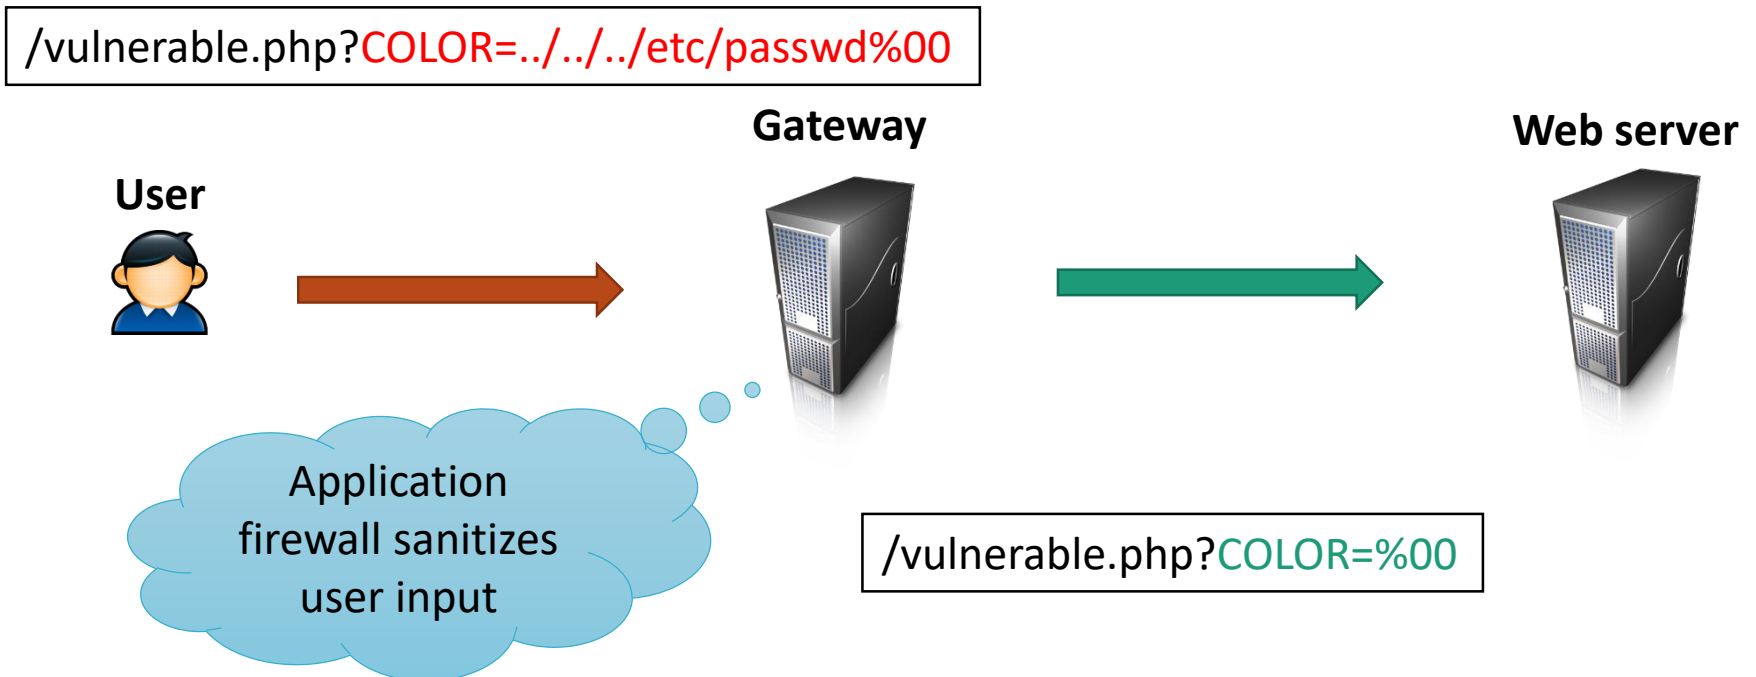 /vulnerable.php?COLOR=../../../etc/passwd%00
Gateway
Web server
User
Application
firewall sanitizes
user input
/vulnerable.php?COLOR=%00